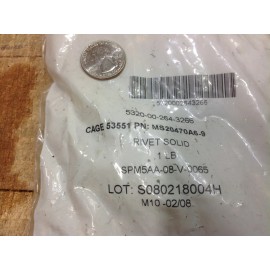 5320-00-264-3266
CAGE 53551 PN: MS20470A6-9
RIVET SOLID
1 LB
SPM5AA-08-V-0065
LOT: S080218004H
M10 -02/08